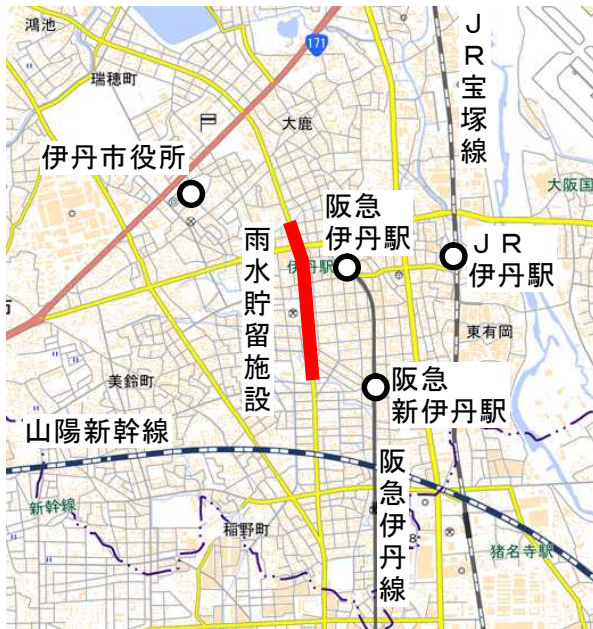 鴻池
171
JR宝塚線
瑞穂町
大鹿
伊丹市役所
大阪国
阪急
伊丹駅
JR
伊丹駅
雨水貯留施設
伊丹駅
東有岡
市
美鈴町
阪急
新伊丹駅
山陽新幹線
阪急伊丹線
新幹線
稲野町
8
猪名寺駅